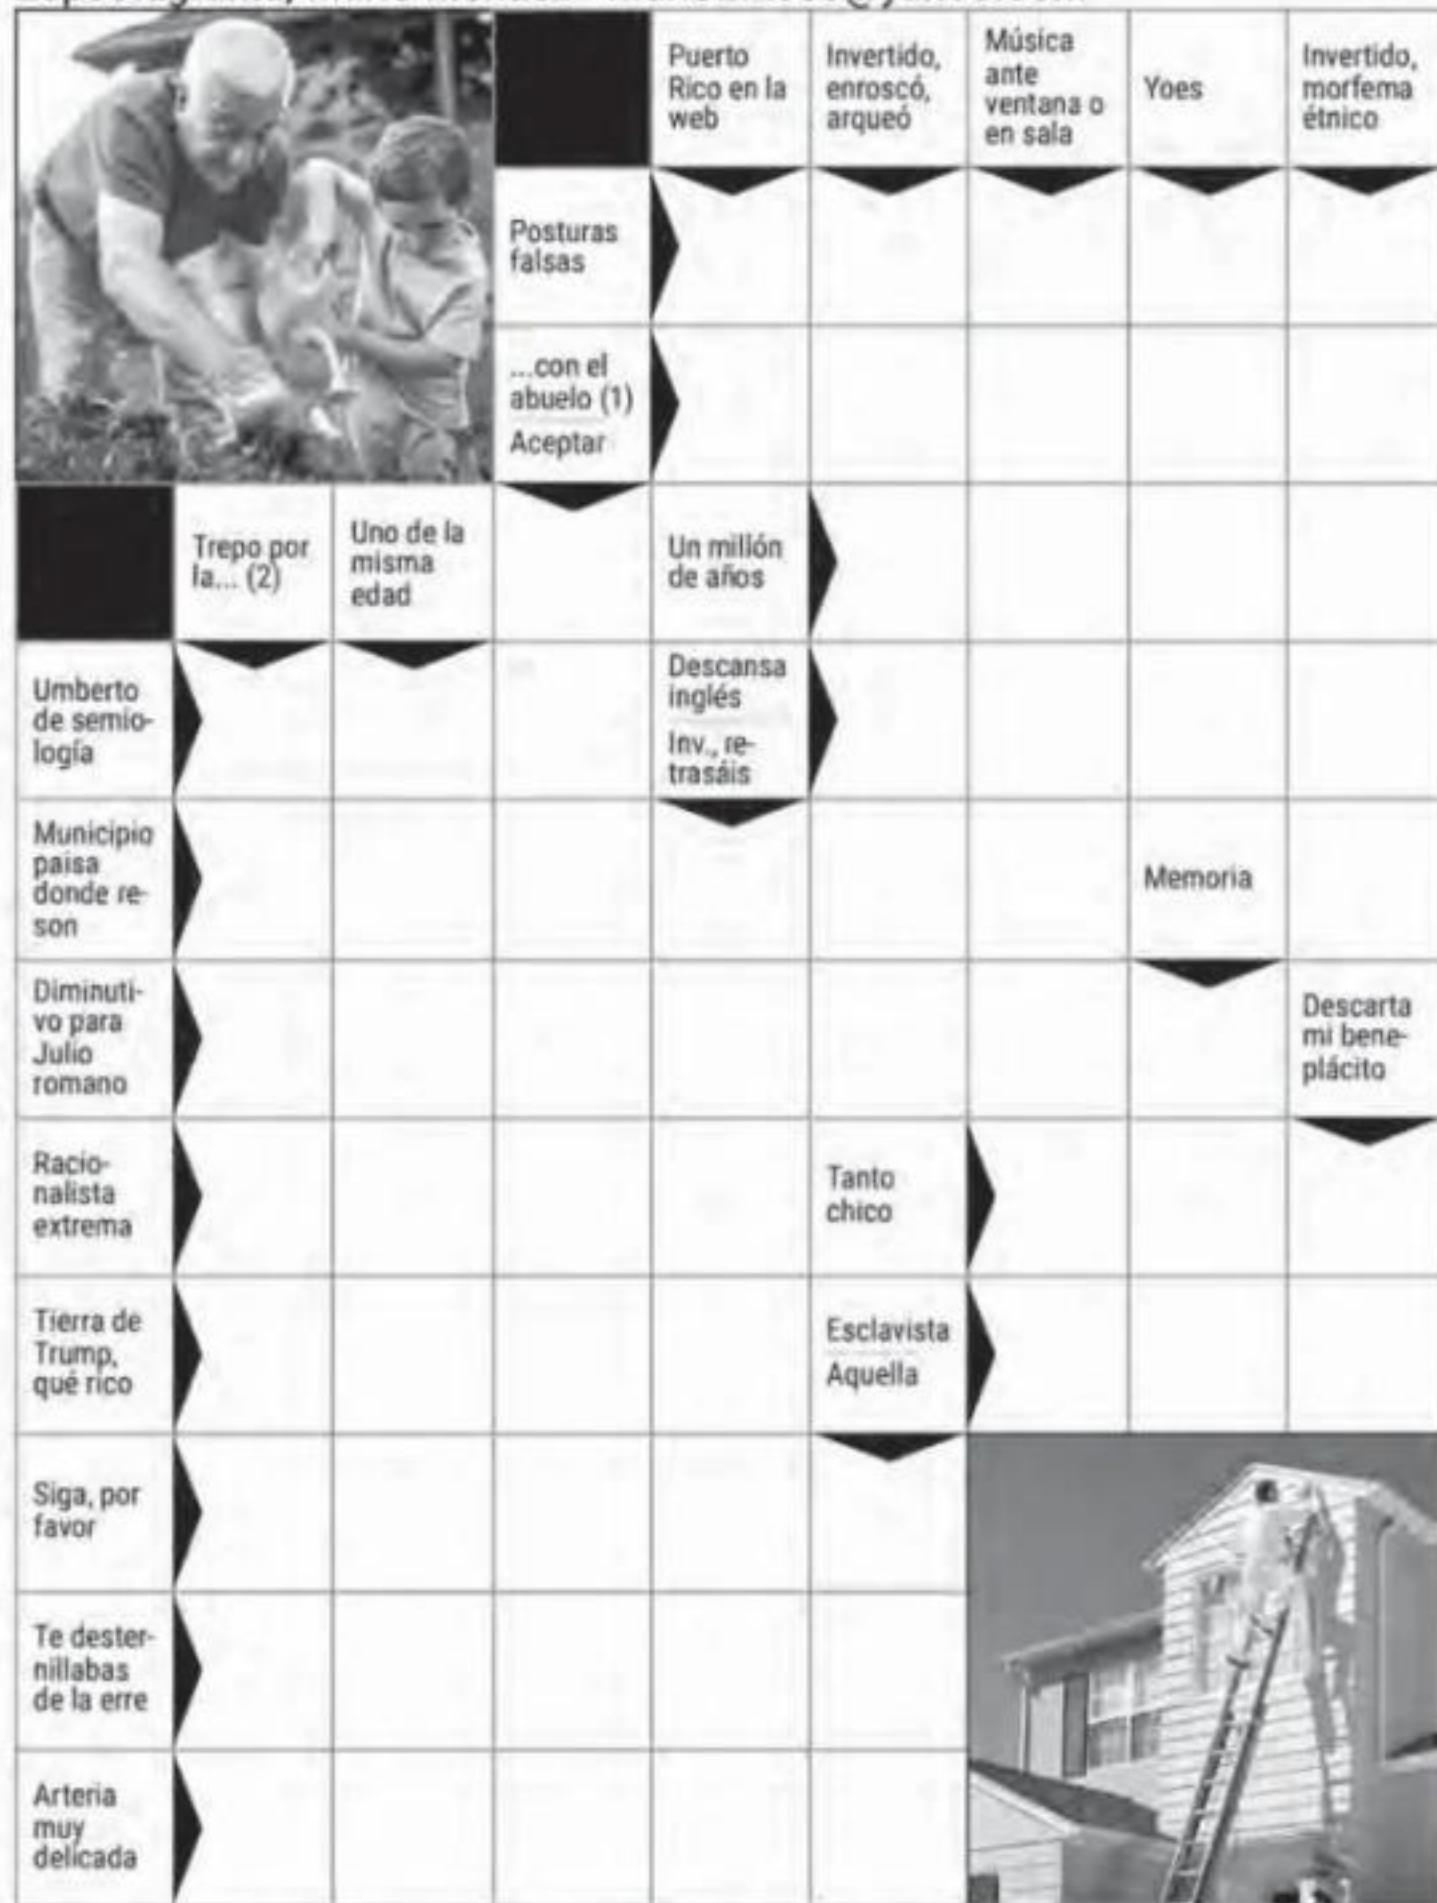 Puerto
Rico en la
web
Invertido,
enroscó,
arqueó
Música
ante
ventana o
en sala
Yoes
Invertido,
morfema
étnico
Posturas
falsas
...con el
abuelo (1)
Aceptar
Trepo por
la... (2)
Uno de la
misma
edad
Un millón
de años
Umberto
de semio-
logía
Descansa
inglés
Inv., re-
trasáis
Municipio
paisa
donde re-
son
Memoria
Diminuti-
vo para
Julio
romano
Descarta
mi bene-
plácito
Racio-
nalista
extrema
Tanto
chico
Tierra de
Trump,
qué rico
Esclavista
Aquella
Siga, por
favor
Te dester-
nillabas
de la erre
Arteria
muy
delicada